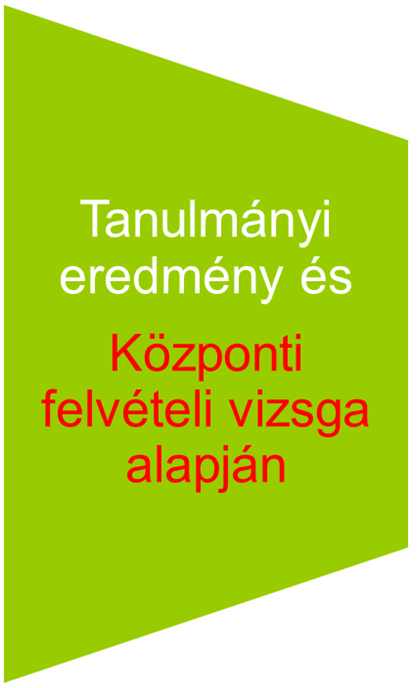 Tanulmányi
eredmény és
Központi
felvételi vizsga
alapján